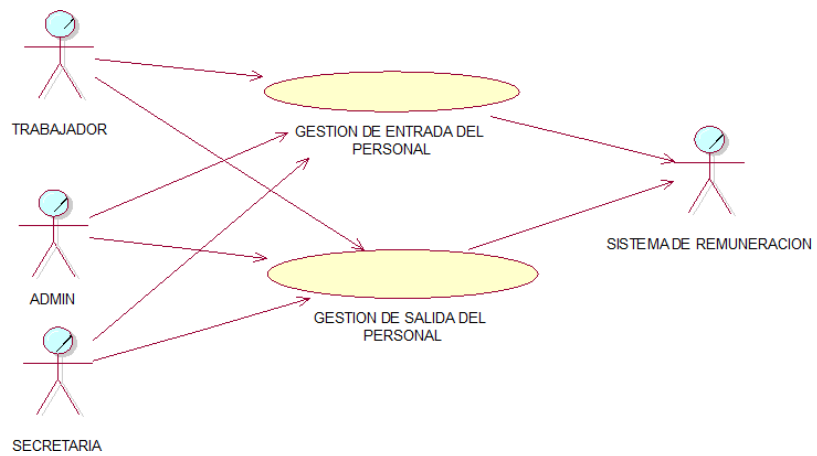 TRABAJADOR
GESTION DE ENTRADA DEL
PERSONAL
ADMIN
SISTEMA DE REMUNERACION
GESTION DE SALIDA DEL
PERSONAL
SECRETARIA